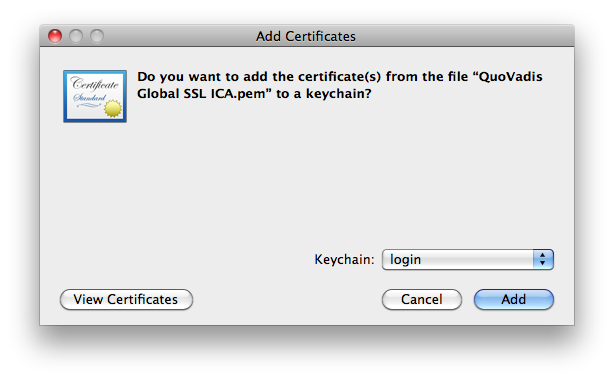 Add Certificates
Certificate
Standard
Do you want to add the certificate(s) from the file “QuoVadis
Global SSL ICA.pem” to a keychain?
Keychain: login
View Certificates Cancel Add